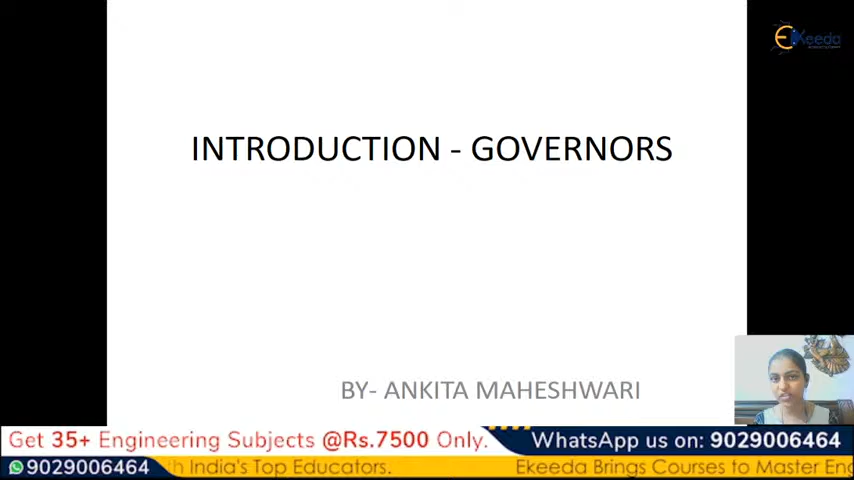 EKeeda
INTRODUCTION - GOVERNORS
BY- ANKITA MAHESHWARI
Get 35+ Engineering Subjects @Rs.7500 Only.
WhatsApp us on: 9029006464
9029006464
h India's Top Educators.
Ekeeda Brings Courses to Master Eng